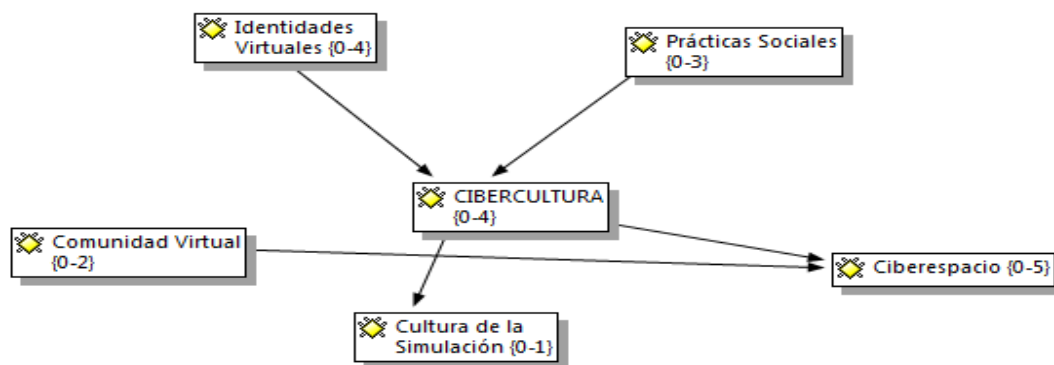 Identidades
Virtuales {0-4}
Prácticas Sociales
{0-3}
CIBERCULTURA
{0-4}
Comunidad Virtual
{0-2}
Ciberespacio {0-5}
Cultura de la
Simulación {0-1}